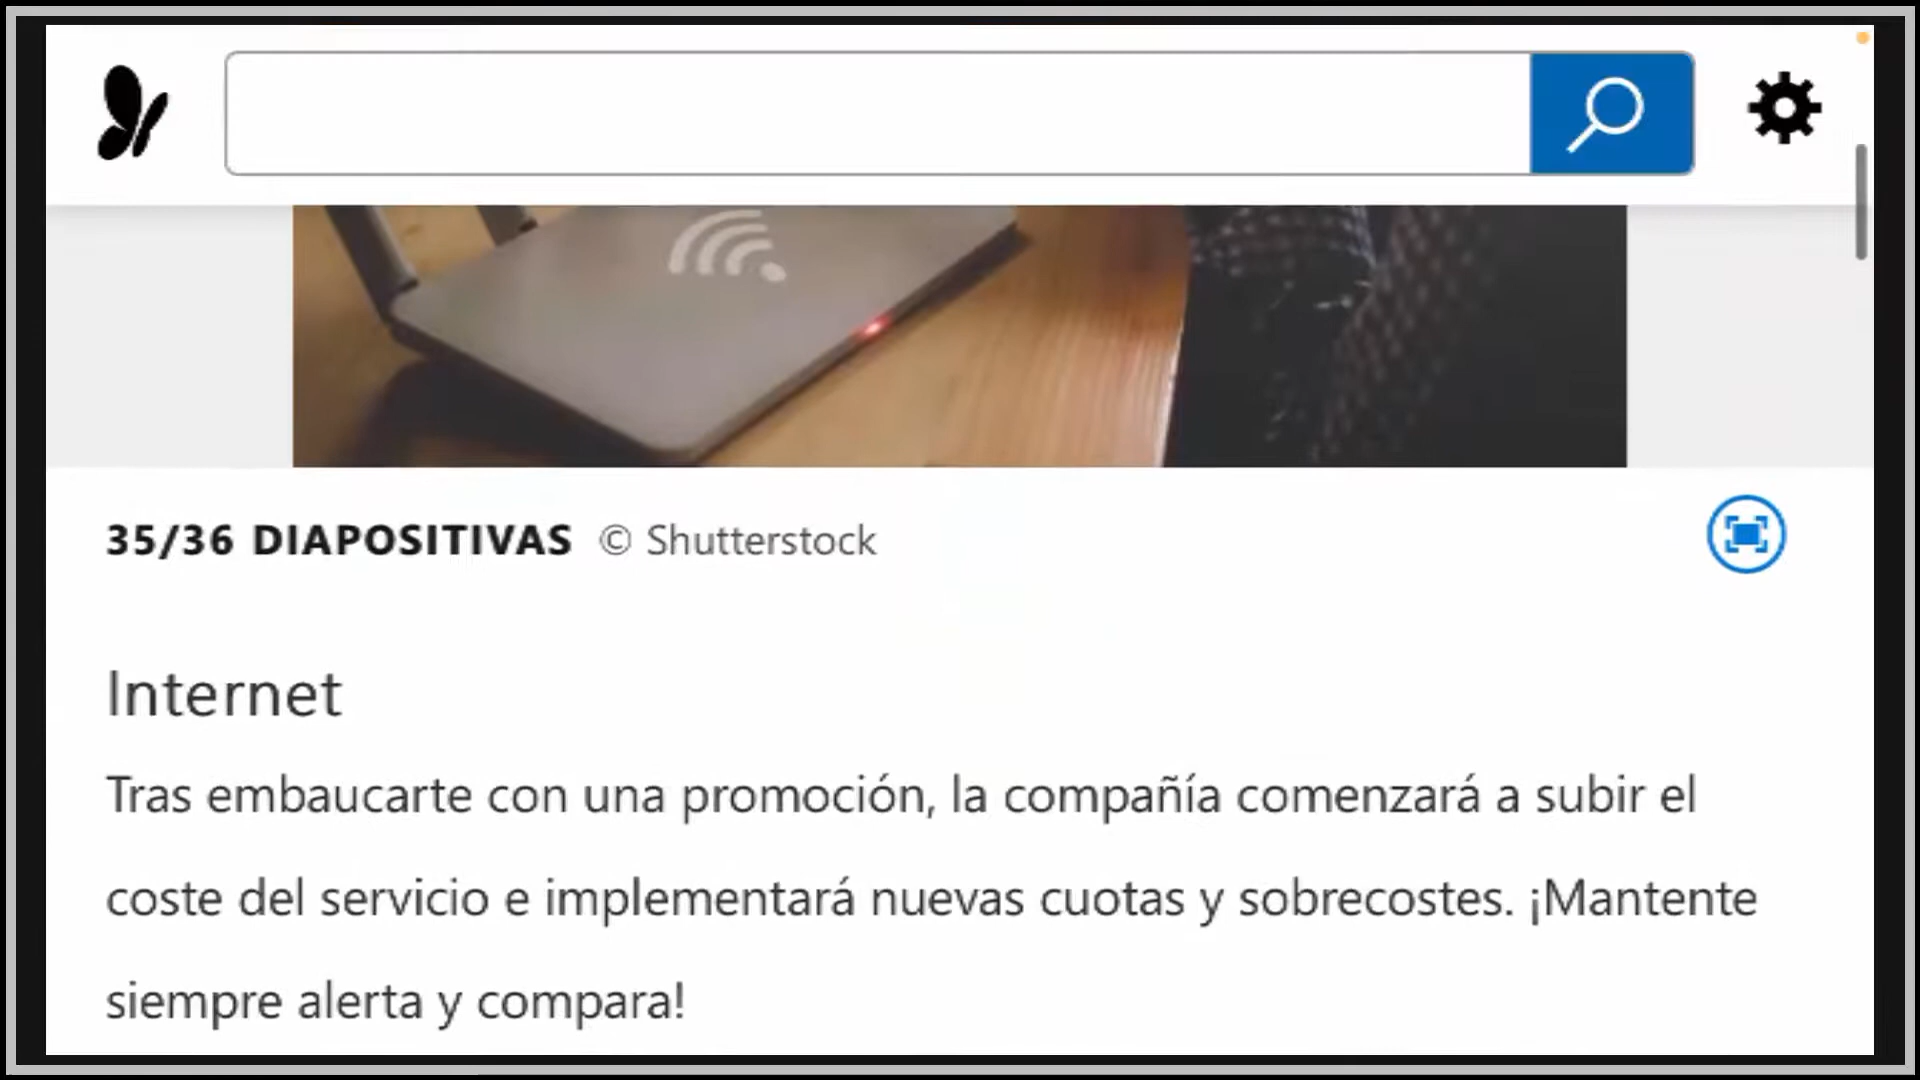 35/36 DIAPOSITIVAS © Shutterstock
Internet
Tras embaucarte con una promoción, la compañía comenzará a subir el
coste del servicio e implementará nuevas cuotas y sobrecostes. ¡Mantente
siempre alerta y compara!